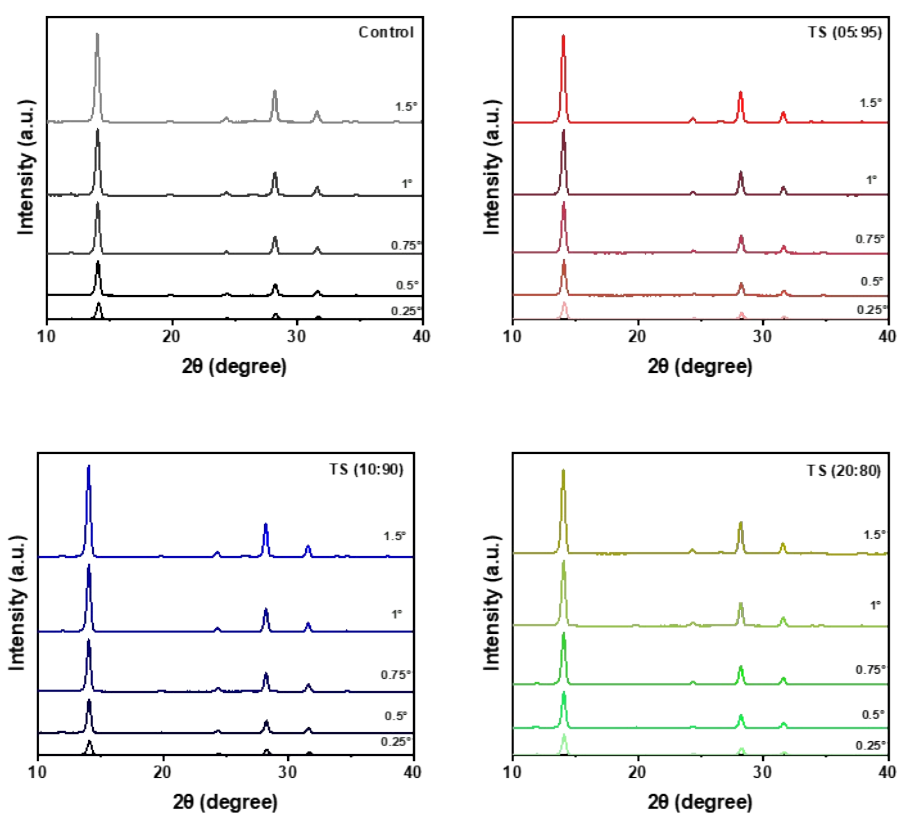 Control
1.5°
1°
0.75°
0.5°
0.25°
Intensity (a.u.)
10 20 30 40
2θ (degree)
TS (05:95)
1.5°
1°
0.75°
0.5°
0.25°
Intensity (a.u.)
10 20 30 40
2θ (degree)
TS (10:90)
1.5°
1°
0.75°
0.5°
0.25°
Intensity (a.u.)
10 20 30 40
2θ (degree)
TS (20:80)
1.5°
1°
0.75°
0.5°
0.25°
Intensity (a.u.)
10 20 30 40
2θ (degree)